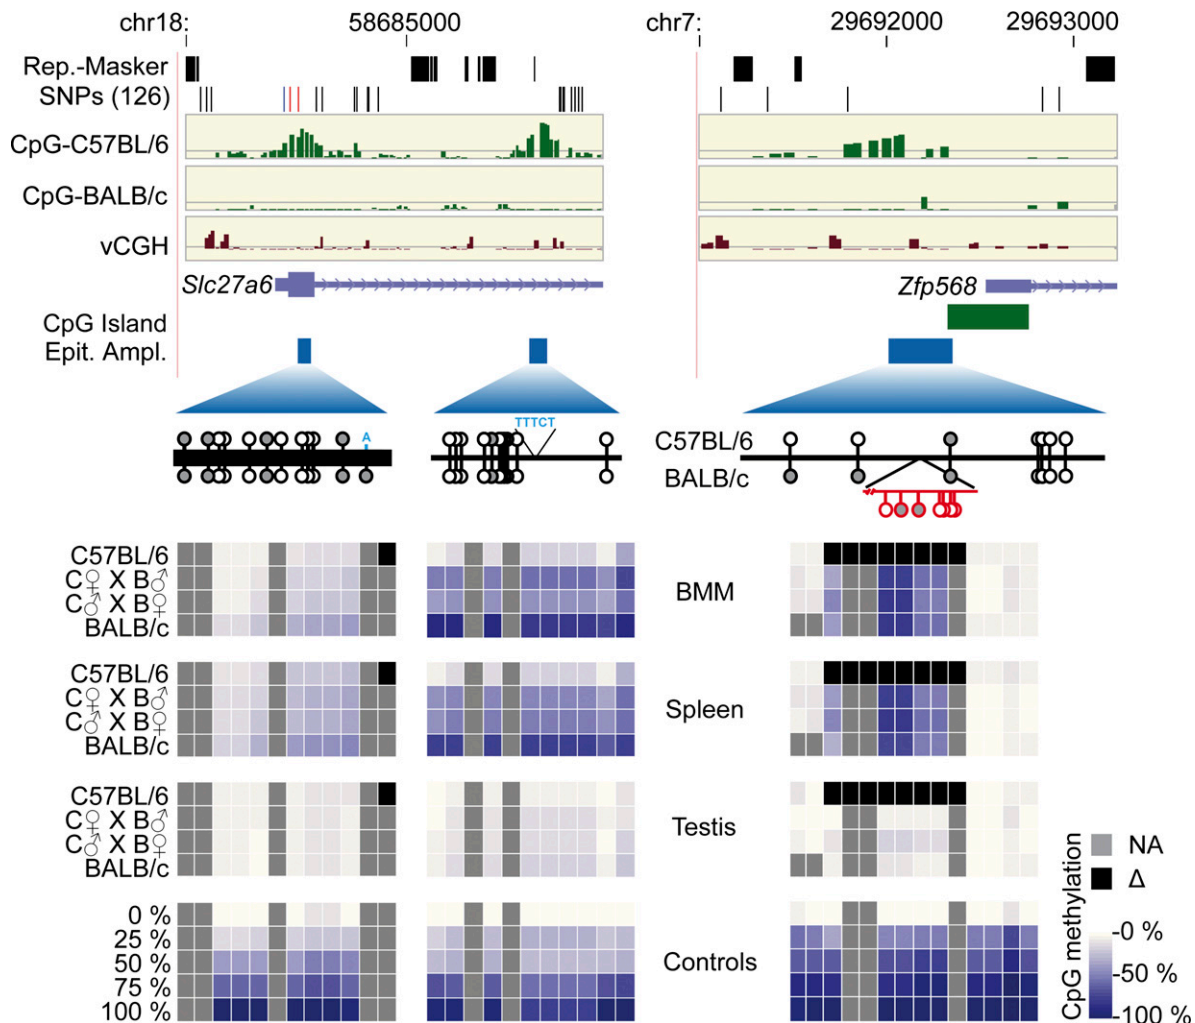 chr18: 58685000 chr7: 29692000 29693000
Rep.-Masker
SNPs (126)
CpG-C57BL/6
CpG-BALB/c
vCGH
Slc27a6 Zfp568
CpG Island
Epit. Ampl.
TTTCT
A C57BL/6
BALB/c
C57BL/6
C♀ X B♂ BMM
C♂ X B♀
BALB/c
C57BL/6
C♀ X B♂ Spleen
C♂ X B♀
BALB/c
C57BL/6
C♀ X B♂ Testis
C♂ X B♀
BALB/c
NA
Δ
CpG methylation
0 %
25 %
50 % Controls
75 %
100 %
-0 %
-50 %
-100 %